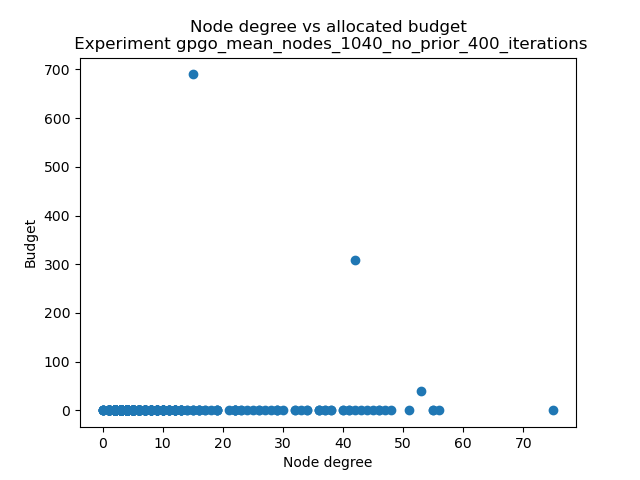 Node degree vs allocated budget
Experiment gpgo_mean_nodes_1040_no_prior_400_iterations
700
600
500
400
300
200
100
0
Budget
0 10 20 30 40 50 60 70
Node degree